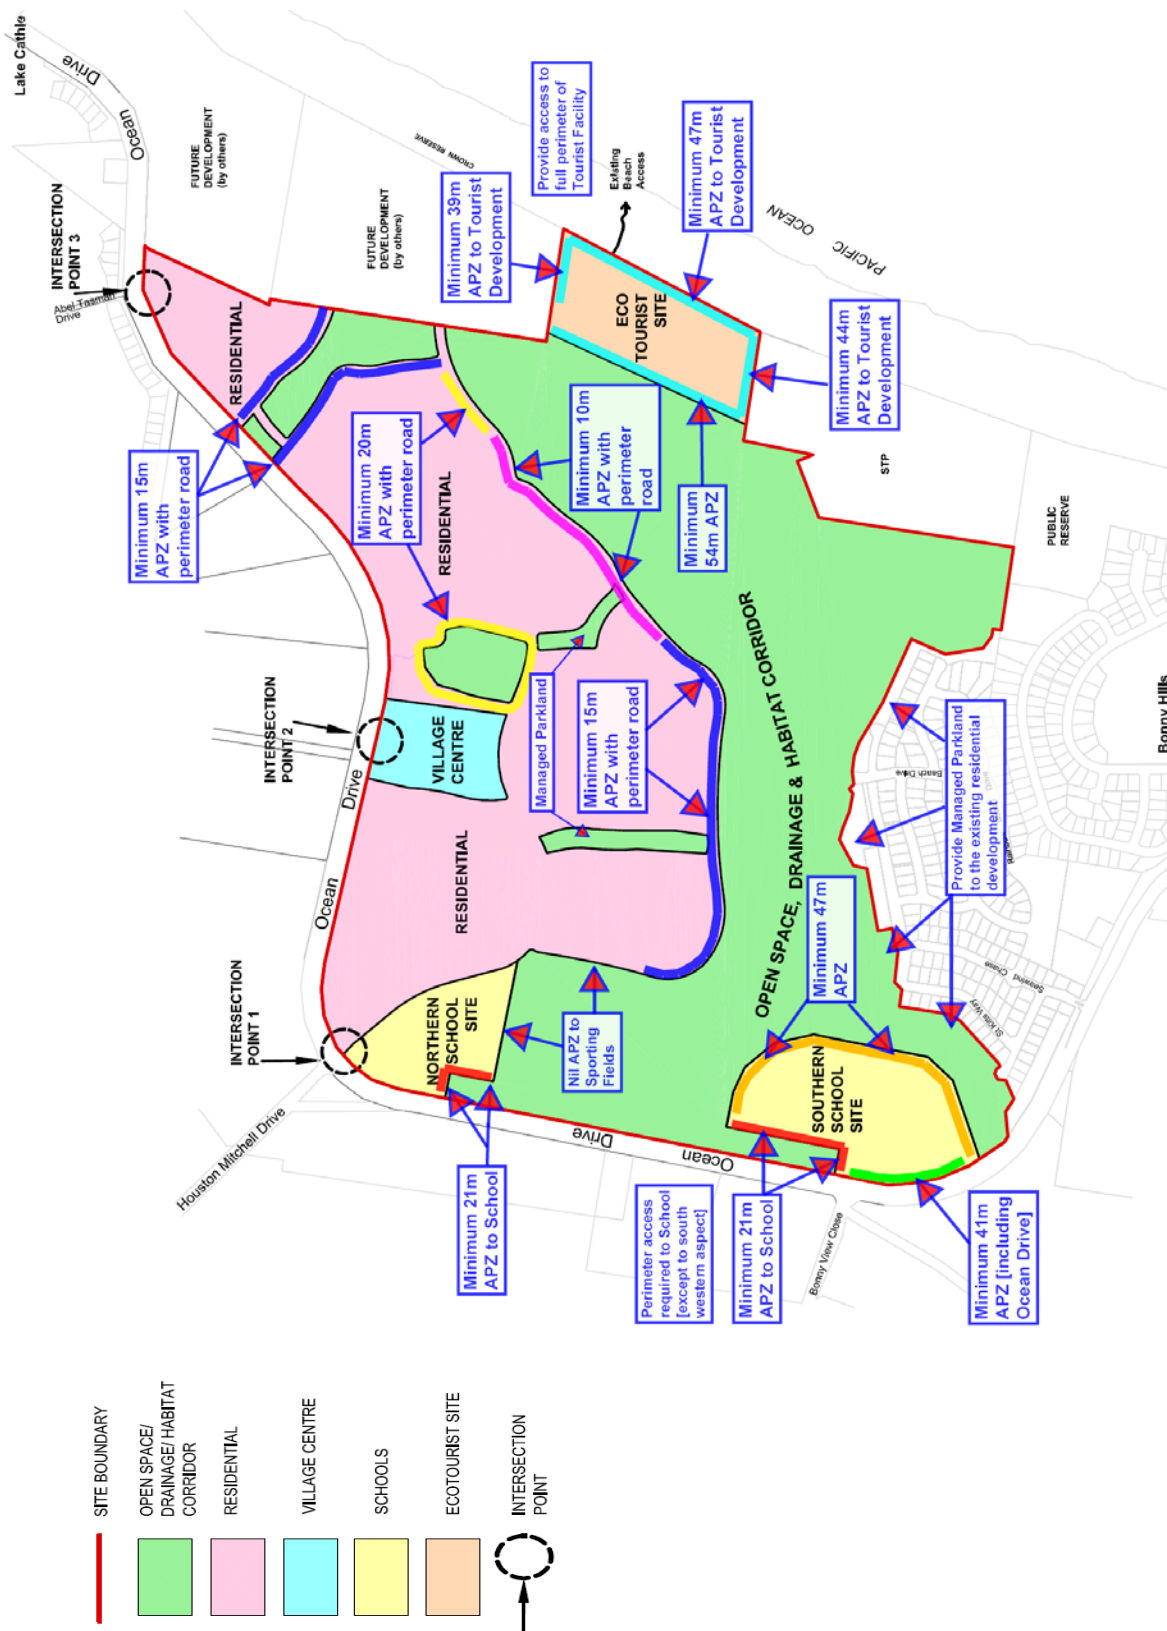 Lake Cathie
Ocean
Drive
INTERSECTION
POINT 3
Abel Tasman
Drive
FUTURE
DEVELOPMENT
(by others)
FUTURE
DEVELOPMENT
(by others)
CROWN RESERVE
Provide access to
full perimeter of
Tourist Facility
Existing
Beach
Access
Minimum 39m
APZ to Tourist
Development
Minimum 47m
APZ to Tourist
Development
PACIFIC OCEAN
RESIDENTIAL
ECO
TOURIST
SITE
Minimum 44m
APZ to Tourist
Development
Minimum 15m
APZ with
perimeter road
Minimum 20m
APZ with
perimeter road
Minimum 10m
APZ with
perimeter
road
Minimum
54m APZ
STP
PUBLIC
RESERVE
RESIDENTIAL
INTERSECTION
POINT 2
Ocean Drive
VILLAGE
CENTRE
Managed Parkland
Minimum 15m
APZ with
perimeter road
OPEN SPACE, DRAINAGE & HABITAT CORRIDOR
Bonny Hills
Beach Drive
Provide Managed Parkland
to the existing residential
development
RESIDENTIAL
Minimum 47m
APZ
Seawind Chase
St Kitts Way
INTERSECTION
POINT 1
NORTHERN
SCHOOL
SITE
Nil APZ to
Sporting
Fields
SOUTHERN
SCHOOL
SITE
Houston Mitchell Drive
Ocean Drive
Minimum 21m
APZ to School
Perimeter access
required to School
[except to south
western aspect]
Minimum 21m
APZ to School
Bonny View Close
Minimum 41m
APZ [including
Ocean Drive]
SITE BOUNDARY
OPEN SPACE/
DRAINAGE/ HABITAT
CORRIDOR
RESIDENTIAL
VILLAGE CENTRE
SCHOOLS
ECOTOURIST SITE
INTERSECTION
POINT